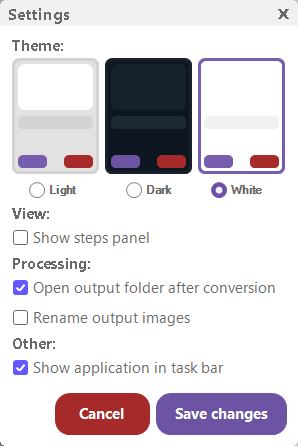 Settings X
Theme:
Light Dark White
View:
Show steps panel
Processing:
Open output folder after conversion
Rename output images
Other:
Show application in task bar
Cancel Save changes